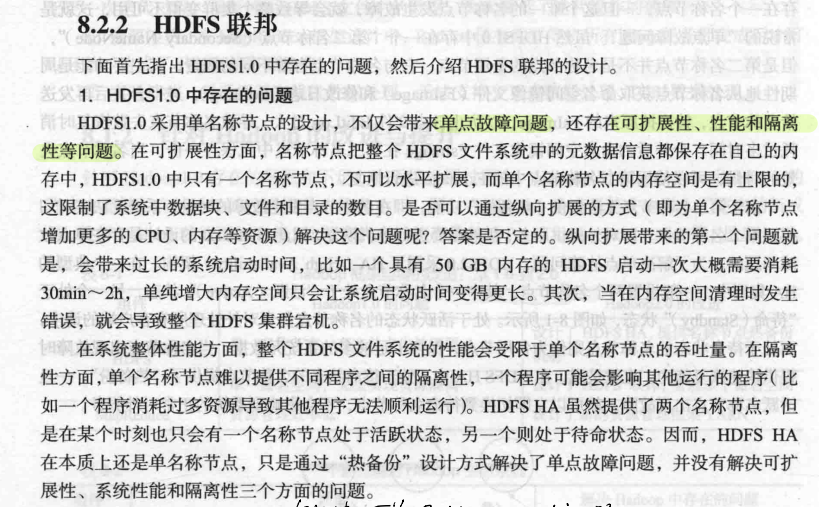 8.2.2 HDFS 联邦
下面首先指出 HDFS1.0 中存在的问题，然后介绍 HDFS 联邦的设计。
1. HDFS1.0 中存在的问题
HDFS1.0 采用单名称节点的设计，不仅会带来单点故障问题，还存在可扩展性、性能和隔离
性等问题。在可扩展性方面，名称节点把整个 HDFS 文件系统中的元数据信息都保存在自己的内
存中，HDFS1.0 中只有一个名称节点，不可以水平扩展，而单个名称节点的内存空间是有上限的，
这限制了系统中数据块、文件和目录的数目。是否可以通过纵向扩展的方式（即为单个名称节点
增加更多的 CPU、内存等资源）解决这个问题呢？答案是否定的。纵向扩展带来的第一个问题就
是，会带来过长的系统启动时间，比如一个具有 50 GB 内存的 HDFS 启动一次大概需要消耗
30min～2h，单纯增大内存空间只会让系统启动时间变得更长。其次，当在内存空间清理时发生
错误，就会导致整个 HDFS 集群宕机。
在系统整体性能方面，整个 HDFS 文件系统的性能会受限于单个名称节点的吞吐量。在隔离
性方面，单个名称节点难以提供不同程序之间的隔离性，一个程序可能会影响其他运行的程序（比
如一个程序消耗过多资源导致其他程序无法顺利运行）。HDFS HA 虽然提供了两个名称节点，但
是在某个时刻也只会有一个名称节点处于活跃状态，另一个则处于待命状态。因而，HDFS HA
在本质上还是单名称节点，只是通过“热备份”设计方式解决了单点故障问题，并没有解决可扩
展性、系统性能和隔离性三个方面的问题。